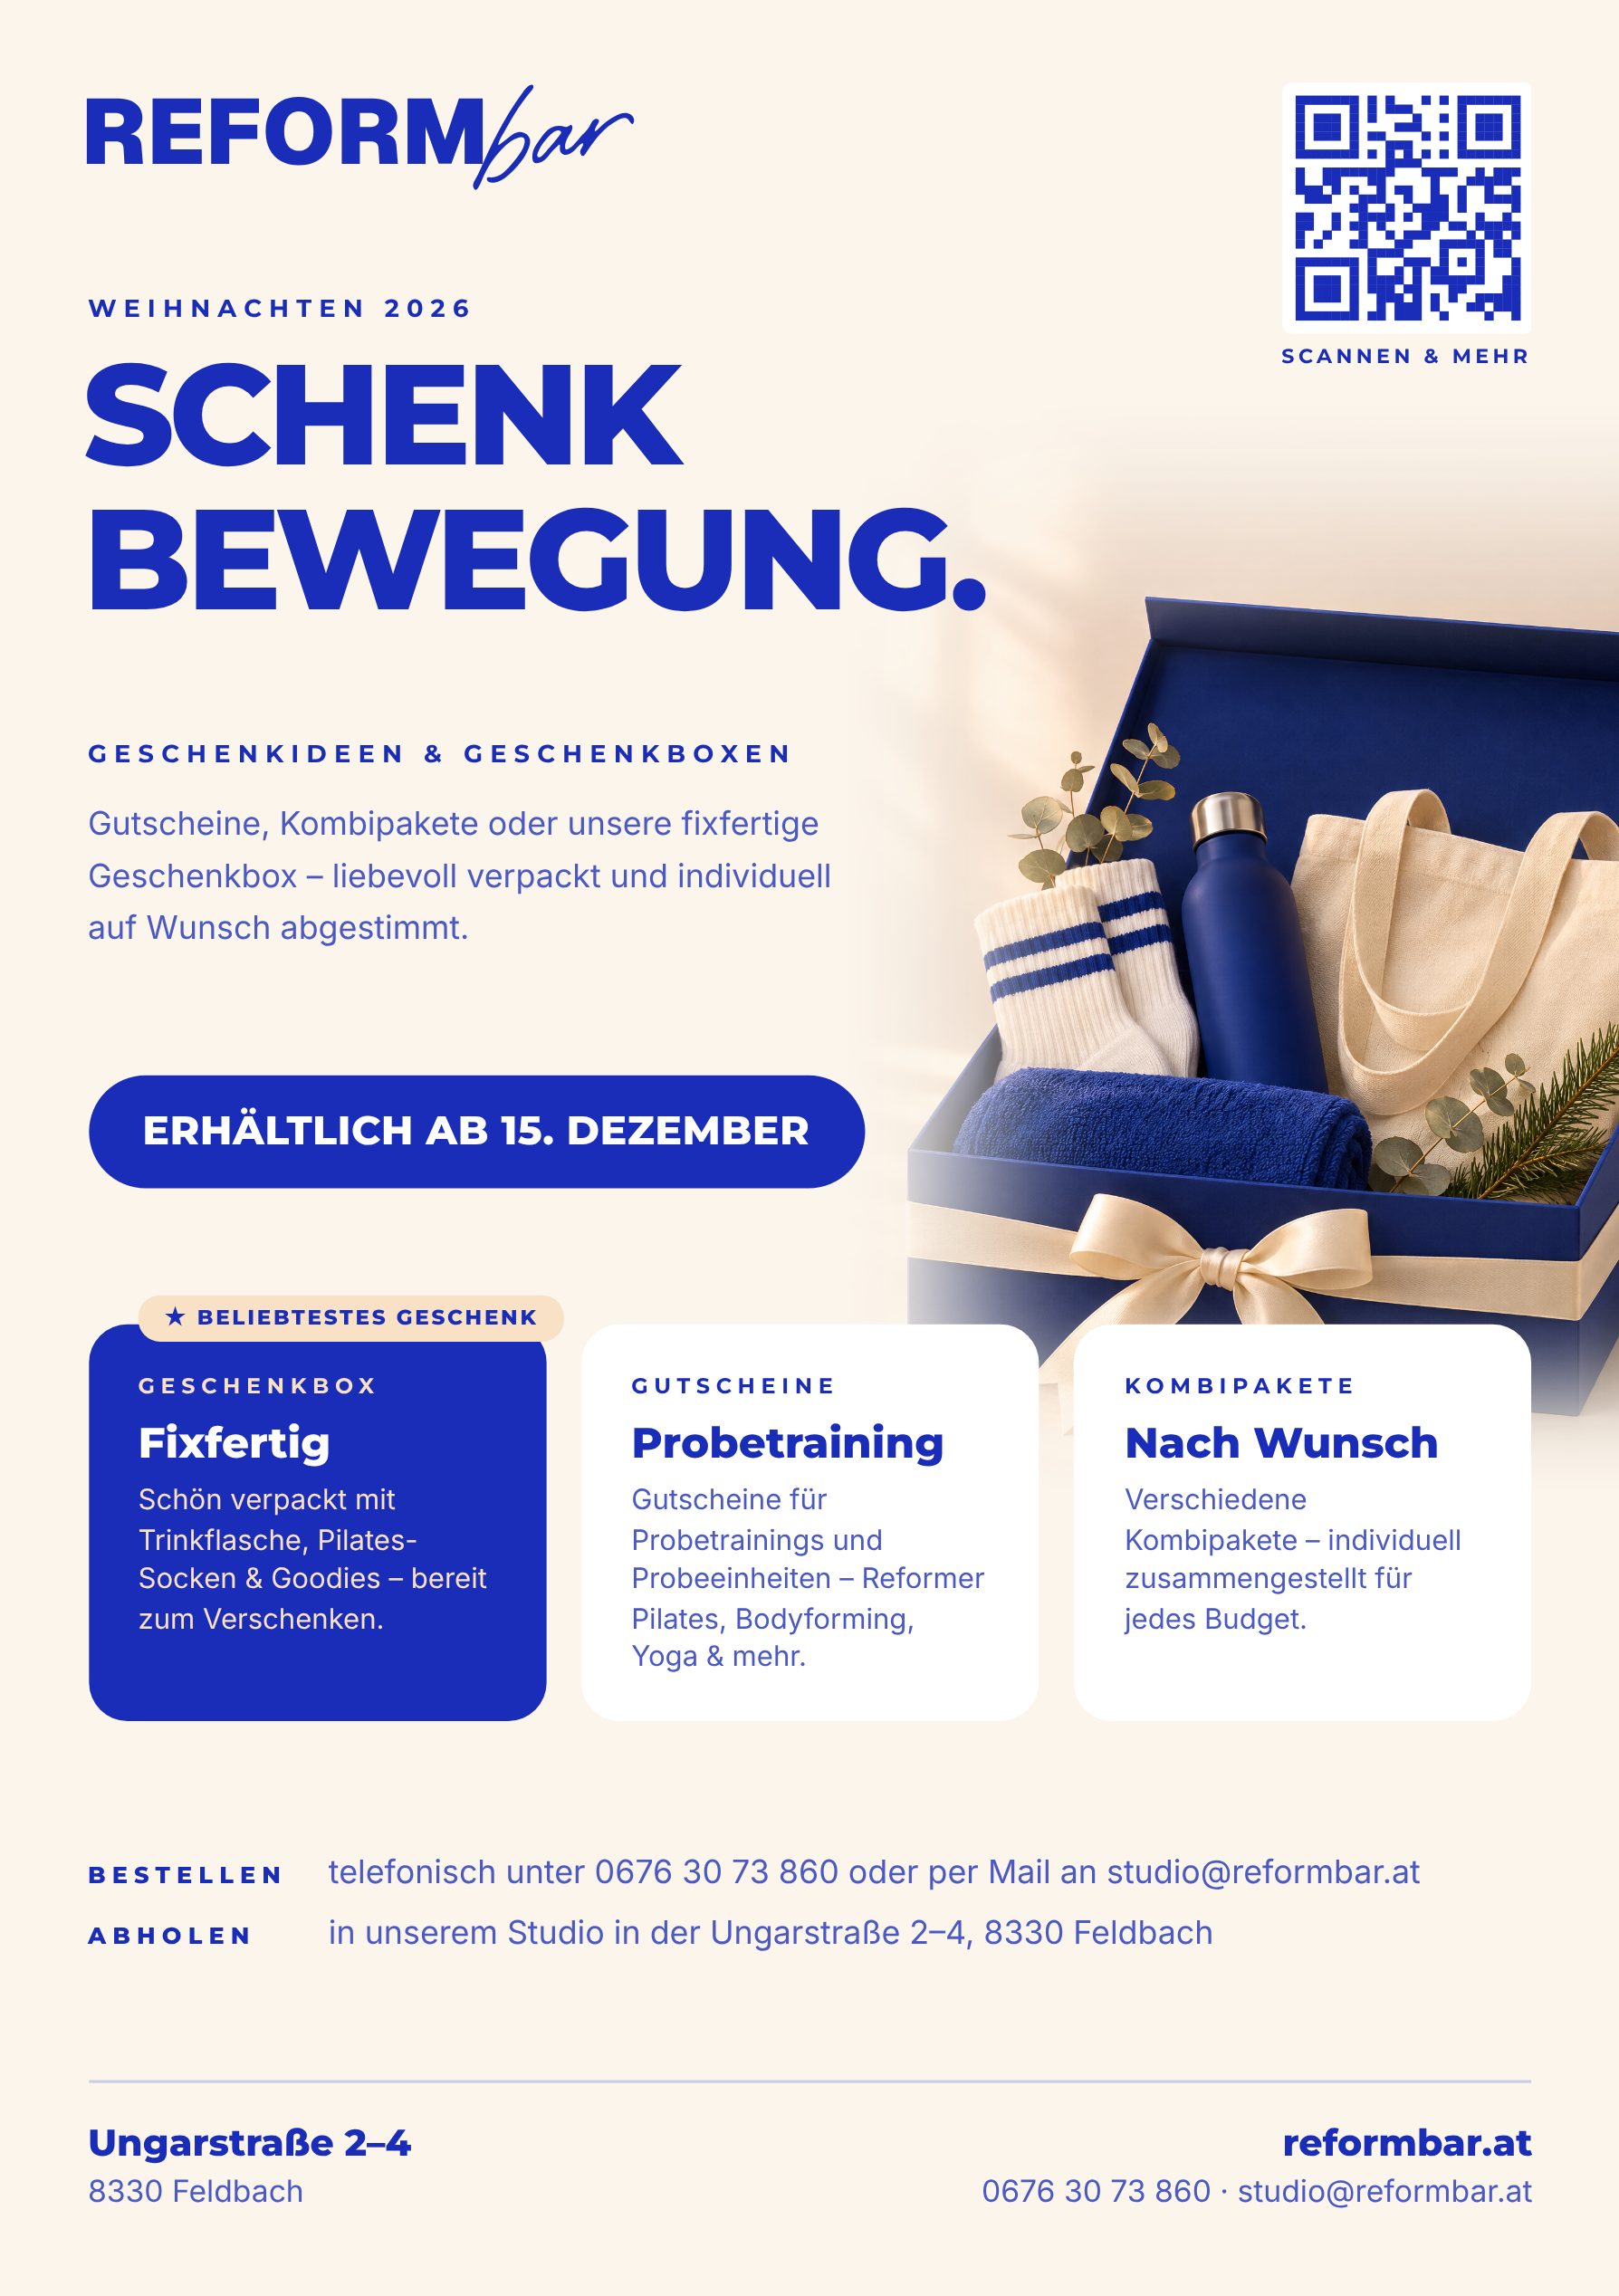 REFORMbar
SCANNEN & MEHR
WEIHNACHTEN 2026
SCHENK
BEWEGUNG.
GESCHENKIDEEN & GESCHENKBOXEN
Gutscheine, Kombipakete oder unsere fixfertige
Geschenkbox – liebevoll verpackt und individuell
auf Wunsch abgestimmt.
ERHÄLTLICH AB 15. DEZEMBER
★ BELIEBTESTES GESCHENK
GESCHENKBOX
Fixfertig
Schön verpackt mit
Trinkflasche, Pilates-
Socken & Goodies – bereit
zum Verschenken.
GUTSCHEINE
Probetraining
Gutscheine für
Probetrainings und
Probeeinheiten – Reformer
Pilates, Bodyforming,
Yoga & mehr.
KOMBIPAKETE
Nach Wunsch
Verschiedene
Kombipakete – individuell
zusammengestellt für
jedes Budget.
BESTELLEN telefonisch unter 0676 30 73 860 oder per Mail an studio@reformbar.at
ABHOLEN in unserem Studio in der Ungarstraße 2–4, 8330 Feldbach
Ungarstraße 2–4
8330 Feldbach
reformbar.at
0676 30 73 860 · studio@reformbar.at